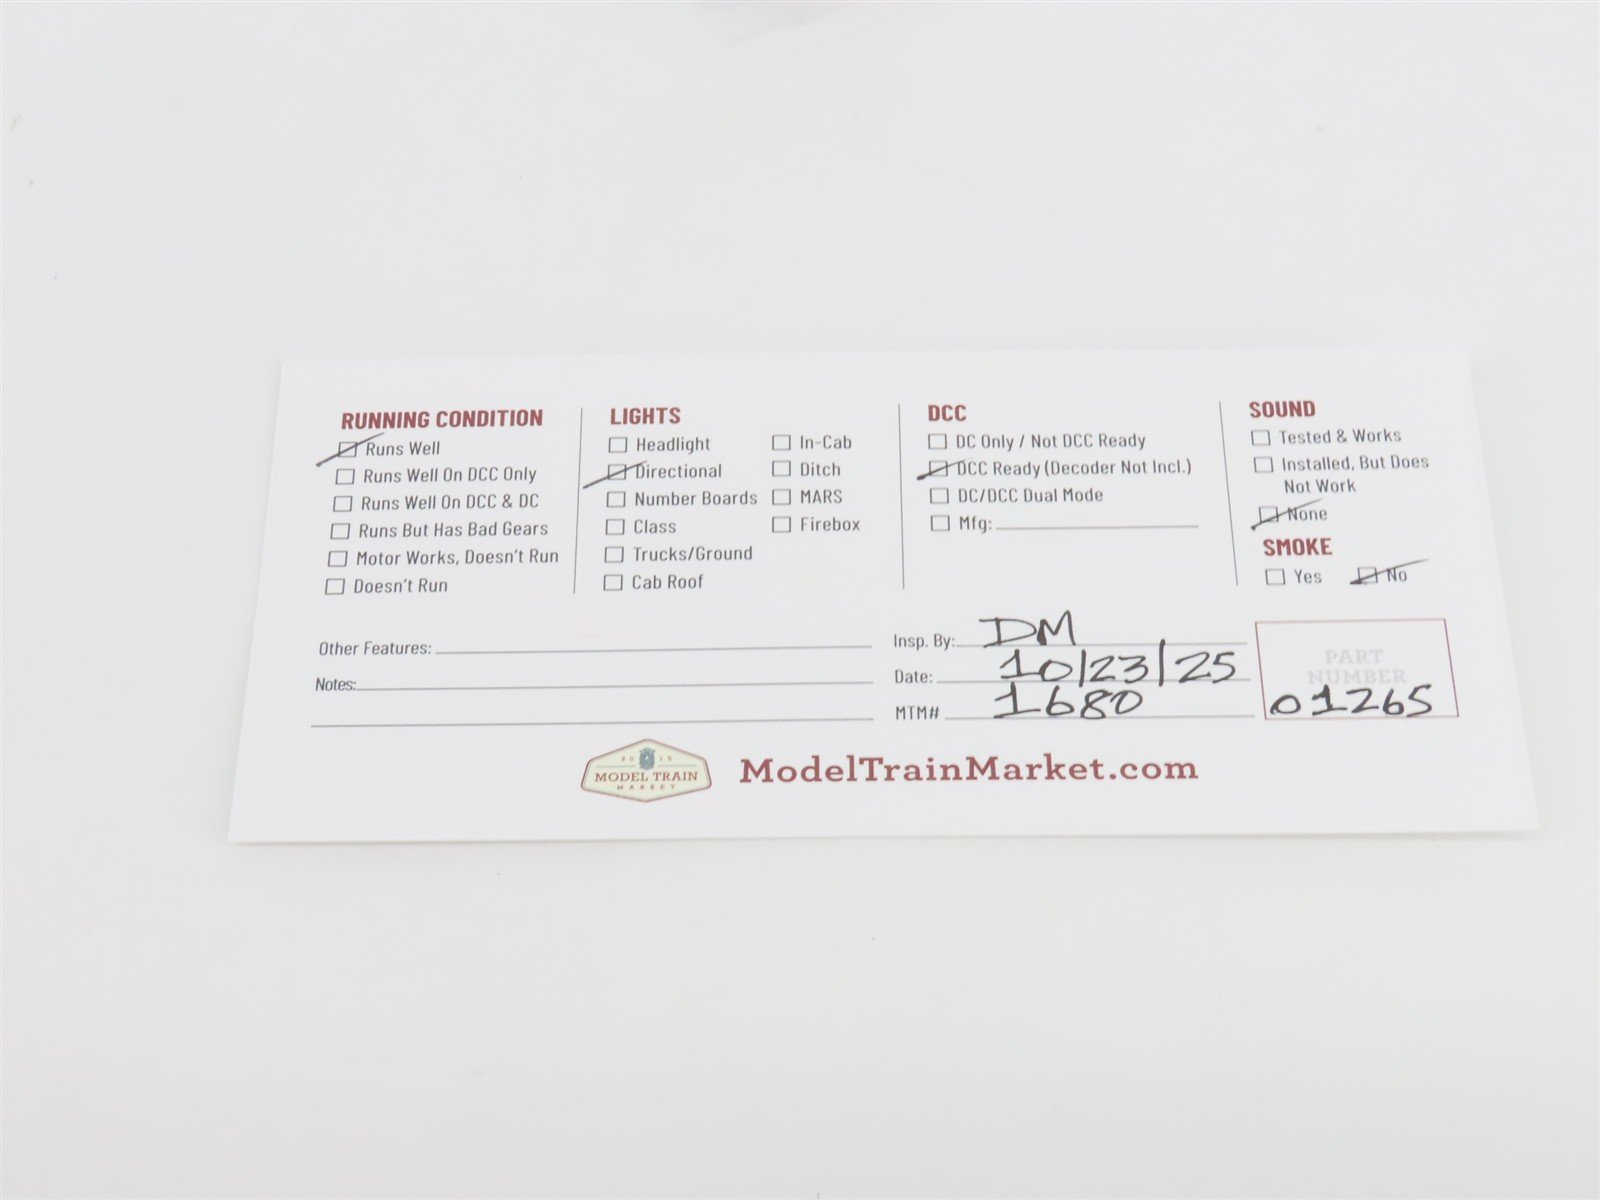 RUNNING CONDITION
Runs Well
Runs Well On DCC Only
Runs Well On DCC & DC
Runs But Has Bad Gears
Motor Works, Doesn't Run
Doesn't Run
LIGHTS
Headlight
Directional
Number Boards
Class
Trucks/Ground
Cab Roof
In-Cab
Ditch
MARS
Firebox
DCC
DC Only / Not DCC Ready
DCC Ready (Decoder Not Incl.)
DC/DCC Dual Mode
Mfg:
SOUND
Tested & Works
Installed, But Does
Not Work
None
SMOKE
Yes No
Other Features:
Notes:
Insp. By: DM
Date: 10/23/25
MTM# 1680
PART
NUMBER
01265
2015
MODEL TRAIN
MARKET
ModelTrainMarket.com